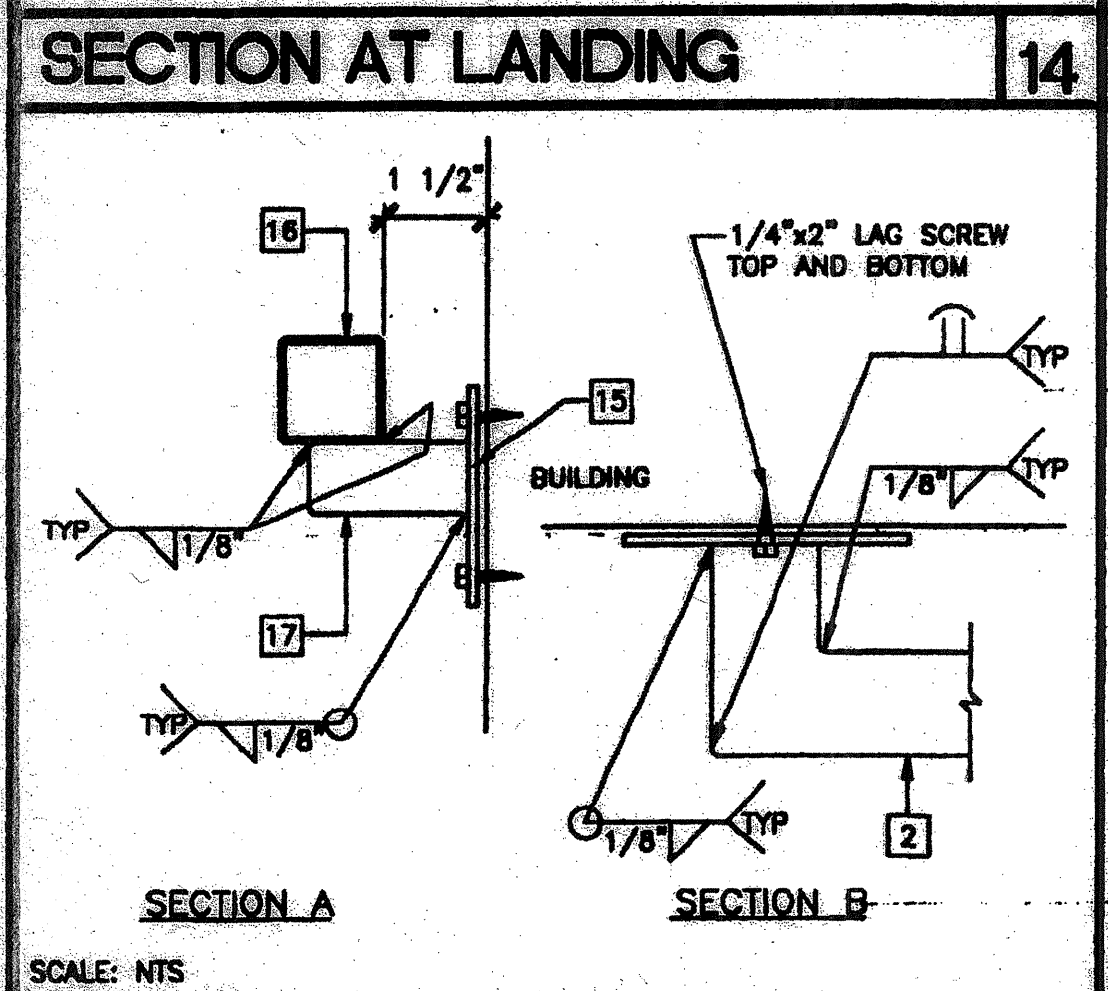 SECTION AT LANDING
14
1 1/2"
16
1/4"x2" LAG SCREW
TOP AND BOTTOM
TYP
15
BUILDING
TYP
1/8"
TYP
1/8"
17
TYP
1/8"
1/8"
TYP
2
SECTION A
SECTION B
SCALE: NTS